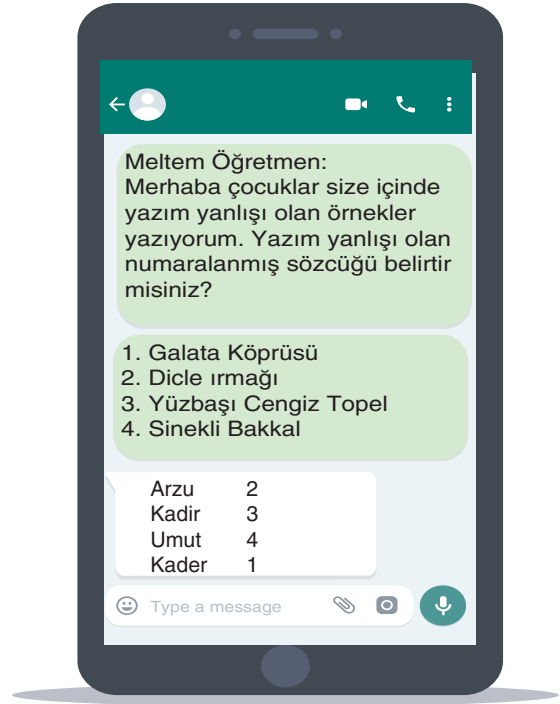 Meltem Öğretmen:
Merhaba çocuklar size içinde
yazım yanlışı olan örnekler
yazıyorum. Yazım yanlışı olan
numaralanmış sözcüğü belirtir
misiniz?
1. Galata Köprüsü
2. Dicle ırmağı
3. Yüzbaşı Cengiz Topel
4. Sinekli Bakkal
Arzu 2
Kadir 3
Umut 4
Kader 1
Type a message